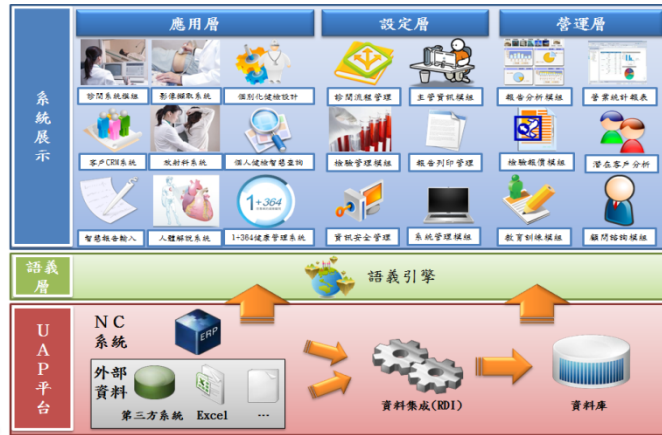 系統展示
應用層
設定層
營運層
診間系統模組
影像擷取系統
個別化健檢設計
診間流程管理
主管資訊模組
報告分析模組
營業統計報表
客戶CRM系統
放射科系統
個人健檢智慧查詢
檢驗管理模組
報告列印管理
檢驗報價模組
潛在客戶分析
1+364
智慧報告輸入
人體解說系統
1+364健康管理系統
資訊安全管理
系統管理模組
教育訓練模組
顧問諮詢模組
語義層
語義引擎
UAP平台
NC
系統
ERP
外部
資料
第三方系統
Excel
...
資料集成(RDI)
資料庫